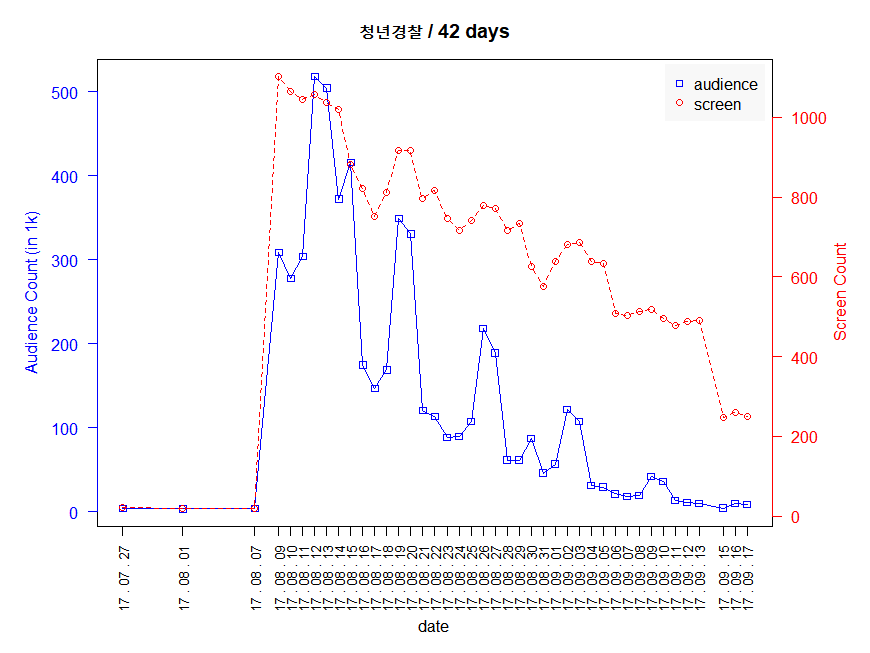 청년경찰 / 42 days
audience
screen
500
400
300
200
100
0
Audience Count (in 1k)
1000
800
600
400
200
0
Screen Count
17 . 07 . 27
17 . 08 . 01
17 . 08 . 07
17 . 08 . 09
17 . 08 . 10
17 . 08 . 11
17 . 08 . 12
17 . 08 . 13
17 . 08 . 14
17 . 08 . 15
17 . 08 . 16
17 . 08 . 17
17 . 08 . 18
17 . 08 . 19
17 . 08 . 20
17 . 08 . 21
17 . 08 . 22
17 . 08 . 23
17 . 08 . 24
17 . 08 . 25
17 . 08 . 26
17 . 08 . 27
17 . 08 . 28
17 . 08 . 29
17 . 08 . 30
17 . 08 . 31
17 . 09 . 01
17 . 09 . 02
17 . 09 . 03
17 . 09 . 04
17 . 09 . 05
17 . 09 . 06
17 . 09 . 07
17 . 09 . 08
17 . 09 . 09
17 . 09 . 10
17 . 09 . 11
17 . 09 . 12
17 . 09 . 13
17 . 09 . 15
17 . 09 . 16
17 . 09 . 17
date